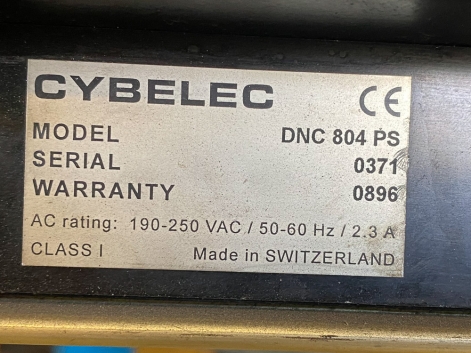 CYBELEC CE
MODEL DNC 804 PS
SERIAL 0371
WARRANTY 0896
AC rating: 190-250 VAC / 50-60 Hz / 2.3 A
CLASS I Made in SWITZERLAND